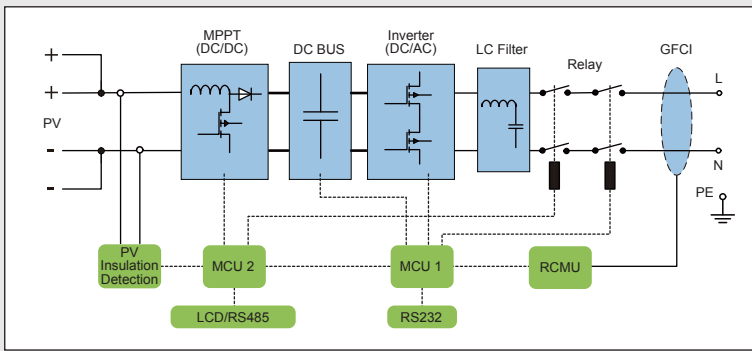 MPPT
(DC/DC)
DC BUS
Inverter
(DC/AC)
LC Filter
Relay
GFCI
+
+
PV
-
-
L
N
PE
PV
Insulation
Detection
MCU 2
MCU 1
RCMU
LCD/RS485
RS232